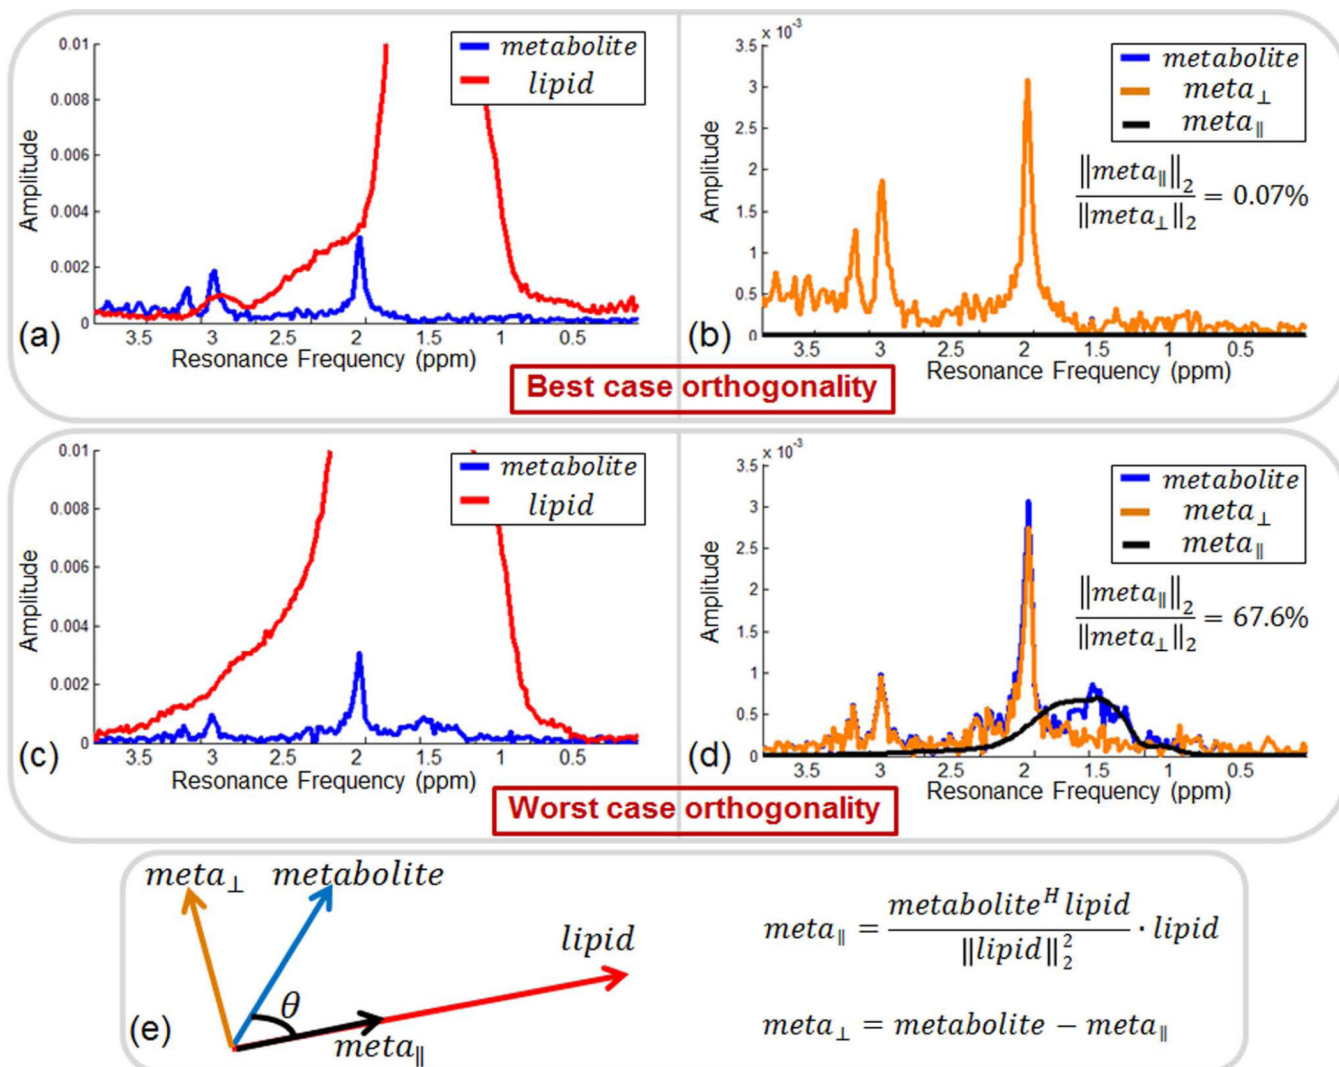 0.01
0.008
0.006
0.004
0.002
0
Amplitude
metabolite
lipid
3.5 3 2.5 2 1.5 1 0.5
Resonance Frequency (ppm)
(a)
× 10⁻³
3.5
3
2.5
2
1.5
1
0.5
0
Amplitude
metabolite
meta⊥
meta∥
‖meta∥‖₂ / ‖meta⊥‖₂ = 0.07%
3.5 3 2.5 2 1.5 1 0.5
Resonance Frequency (ppm)
(b)
Best case orthogonality
0.01
0.008
0.006
0.004
0.002
0
Amplitude
metabolite
lipid
3.5 3 2.5 2 1.5 1 0.5
Resonance Frequency (ppm)
(c)
× 10⁻³
3.5
3
2.5
2
1.5
1
0.5
0
Amplitude
metabolite
meta⊥
meta∥
‖meta∥‖₂ / ‖meta⊥‖₂ = 67.6%
3.5 3 2.5 2 1.5 1 0.5
Resonance Frequency (ppm)
(d)
Worst case orthogonality
meta⊥ metabolite
lipid
θ
meta∥
(e)
meta∥ = metaboliteᴴ lipid / ‖lipid‖₂² · lipid
meta⊥ = metabolite − meta∥